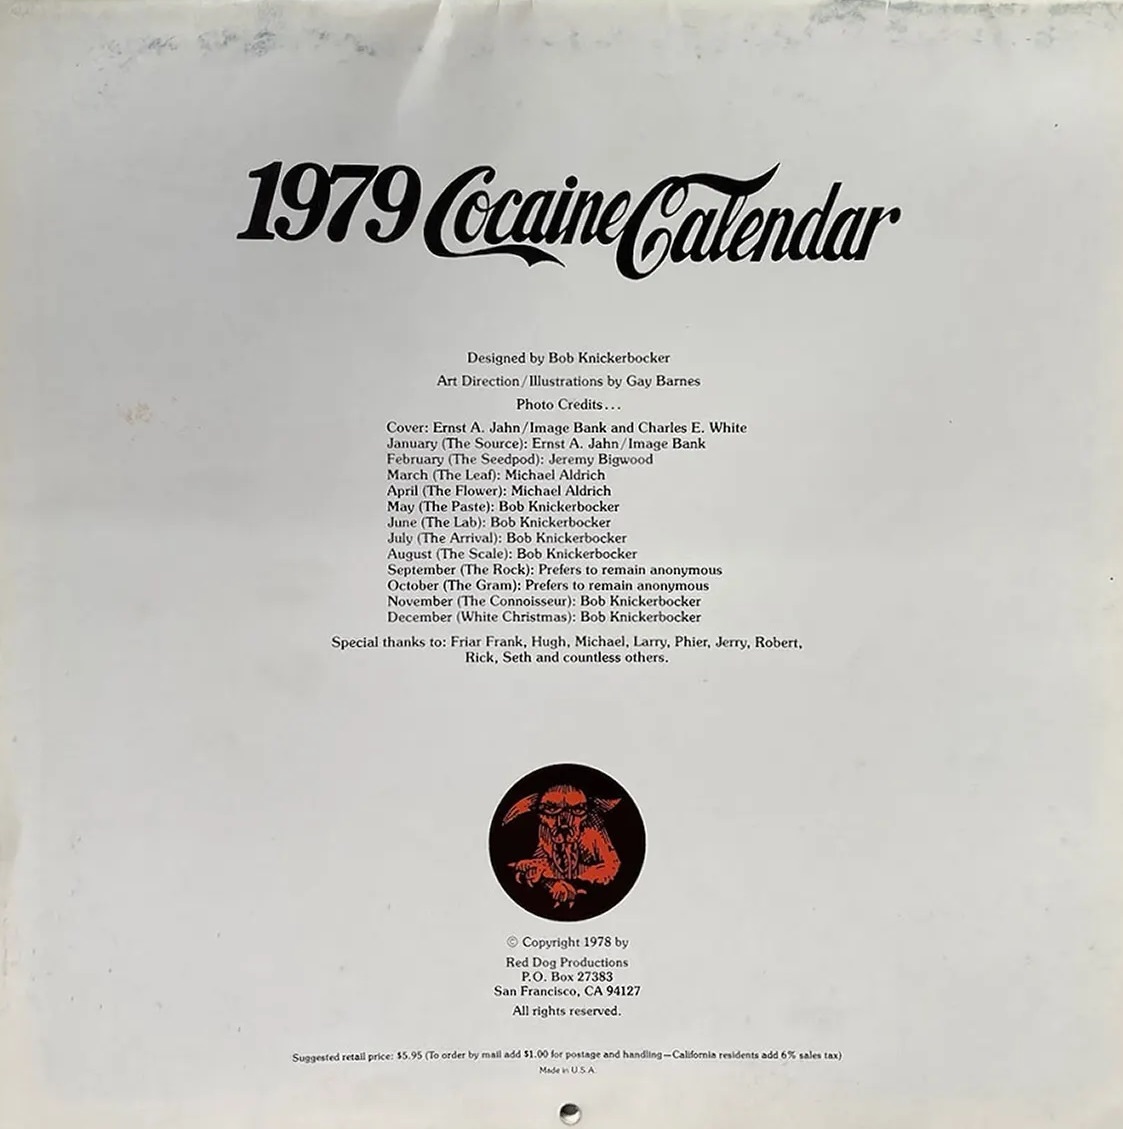 1979 Cocaine Calendar
Designed by Bob Knickerbocker
Art Direction/Illustrations by Gay Barnes
Photo Credits...
Cover: Ernst A. Jahn/Image Bank and Charles E. White
January (The Source): Ernst A. Jahn/Image Bank
February (The Seedpod): Jeremy Bigwood
March (The Leaf): Michael Aldrich
April (The Flower): Michael Aldrich
May (The Paste): Bob Knickerbocker
June (The Lab): Bob Knickerbocker
July (The Arrival): Bob Knickerbocker
August (The Scale): Bob Knickerbocker
September (The Rock): Prefers to remain anonymous
October (The Gram): Prefers to remain anonymous
November (The Connoisseur): Bob Knickerbocker
December (White Christmas): Bob Knickerbocker
Special thanks to: Friar Frank, Hugh, Michael, Larry, Phier, Jerry, Robert,
Rick, Seth and countless others.
© Copyright 1978 by
Red Dog Productions
P.O. Box 27383
San Francisco, CA 94127
All rights reserved.
Suggested retail price: $5.95 (To order by mail add $1.00 for postage and handling—California residents add 6% sales tax)
Made in U.S.A.